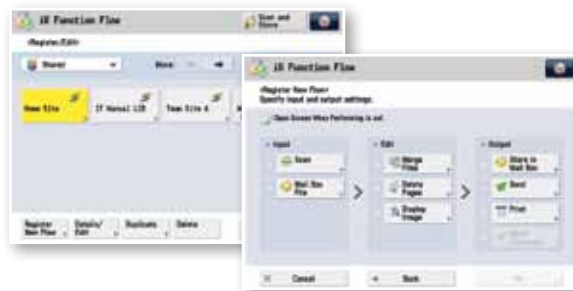 iR Function Flow
Scan and Store
<Register/Edit>
Shared
Move:
Home Site
IT Manual LIB
Team Site A
Register New Flow
Details/Edit
Duplicate
Delete
iR Function Flow
<Register New Flow>
Specify input and output settings.
Open Screen When Performing is set.
Input
Edit
Output
Scan
Mail Box File
Merge Files
Delete Pages
Display Image
Store in Mail Box
Send
Print
Cancel
Back